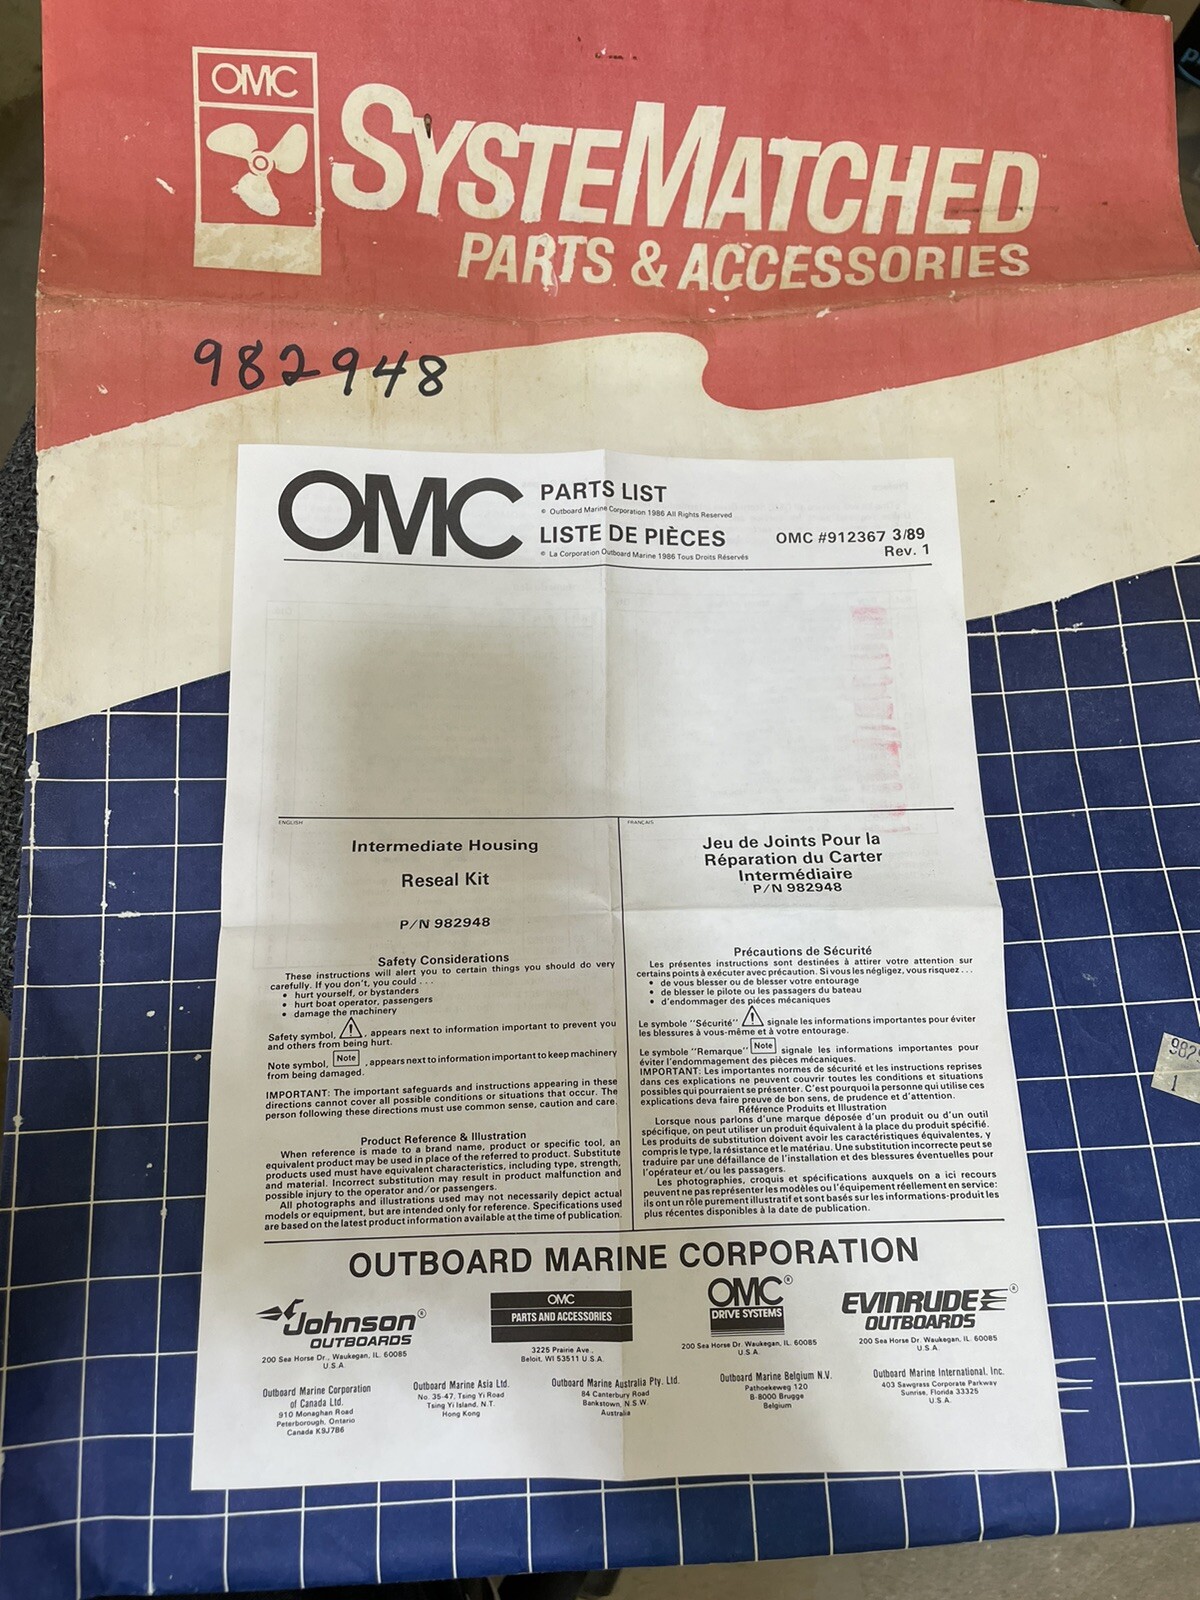 OMC
SYSTEMATCHED
PARTS & ACCESSORIES
982948
OMC
PARTS LIST
© Outboard Marine Corporation 1986 All Rights Reserved
LISTE DE PIÈCES
© La Corporation Outboard Marine 1986 Tous Droits Réservés
OMC #912367 3/89
Rev. 1
ENGLISH
Intermediate Housing
Reseal Kit
P/N 982948
Safety Considerations
These instructions will alert you to certain things you should do very
carefully. If you don't, you could . . .
• hurt yourself, or bystanders
• hurt boat operator, passengers
• damage the machinery
Safety symbol, ⚠, appears next to information important to prevent you
and others from being hurt.
Note symbol, Note , appears next to information important to keep machinery
from being damaged.
IMPORTANT: The important safeguards and instructions appearing in these
directions cannot cover all possible conditions or situations that occur. The
person following these directions must use common sense, caution and care.
Product Reference & Illustration
When reference is made to a brand name, product or specific tool, an
equivalent product may be used in place of the referred to product. Substitute
products used must have equivalent characteristics, including type, strength,
and material. Incorrect substitution may result in product malfunction and
possible injury to the operator and/or passengers.
All photographs and illustrations used may not necessarily depict actual
models or equipment, but are intended only for reference. Specifications used
are based on the latest product information available at the time of publication.
FRANÇAIS
Jeu de Joints Pour la
Réparation du Carter
Intermédiaire
P/N 982948
Précautions de Sécurité
Les présentes instructions sont destinées à attirer votre attention sur
certains points à exécuter avec précaution. Si vous les négligez, vous risquez . . .
• de vous blesser ou de blesser votre entourage
• de blesser le pilote ou les passagers du bateau
• d'endommager des piéces mécaniques
Le symbole "Sécurité" ⚠ signale les informations importantes pour éviter
les blessures à vous-même et à votre entourage.
Le symbole "Remarque" Note signale les informations importantes pour
éviter l'endommagement des pièces mécaniques.
IMPORTANT: Les importantes normes de sécurité et les instructions reprises
dans ces explications ne peuvent couvrir toutes les conditions et situations
possibles qui pourraient se présenter. C'est pourquoi la personne qui utilise ces
explications devra faire preuve de bon sens, de prudence et d'attention.
Référence Produits et Illustration
Lorsque nous parlons d'une marque déposée d'un produit ou d'un outil
spécifique, on peut utiliser un produit équivalent à la place du produit spécifié.
Les produits de substitution doivent avoir les caractéristiques équivalentes, y
compris le type, la résistance et le matériau. Une substitution incorrecte peut se
traduire par une défaillance de l'installation et des blessures éventuelles pour
l'opérateur et/ou les passagers.
Les photographies, croquis et spécifications auxquels on a ici recours
peuvent ne pas représenter les modèles ou l'équipement réellement en service:
ils ont un rôle purement illustratif et sont basés sur les informations-produit les
plus récentes disponibles à la date de publication.
OUTBOARD MARINE CORPORATION
Johnson®
OUTBOARDS
200 Sea Horse Dr., Waukegan, IL. 60085
U.S.A.
OMC
PARTS AND ACCESSORIES
3225 Prairie Ave.,
Beloit, WI 53511 U.S.A.
OMC®
DRIVE SYSTEMS
200 Sea Horse Dr. Waukegan, IL. 60085
U.S.A.
EVINRUDE®
OUTBOARDS
200 Sea Horse Dr. Waukegan, IL. 60085
U.S.A.
Outboard Marine Corporation
of Canada Ltd.
910 Monaghan Road
Peterborough, Ontario
Canada K9J7B6
Outboard Marine Asia Ltd.
No. 35-47, Tsing Yi Road
Tsing Yi Island, N.T.
Hong Kong
Outboard Marine Australia Pty. Ltd.
84 Canterbury Road
Bankstown, N.S.W
Australia
Outboard Marine Belgium N.V.
Pathoekeweg 120
B-8000 Brugge
Belgium
Outboard Marine International, Inc.
403 Sawgrass Corporate Parkway
Sunrise, Florida 33325
U.S.A.
1